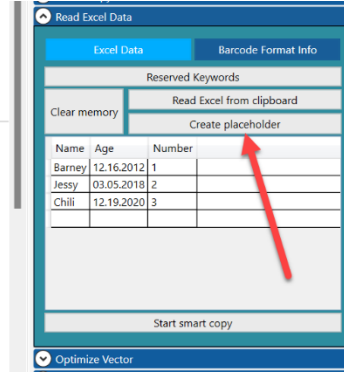 Read Excel Data
Excel Data Barcode Format Info
Reserved Keywords
Clear memory
Read Excel from clipboard
Create placeholder
Name Age Number
Barney 12.16.2012 1
Jessy 03.05.2018 2
Chili 12.19.2020 3
Start smart copy
Optimize Vector